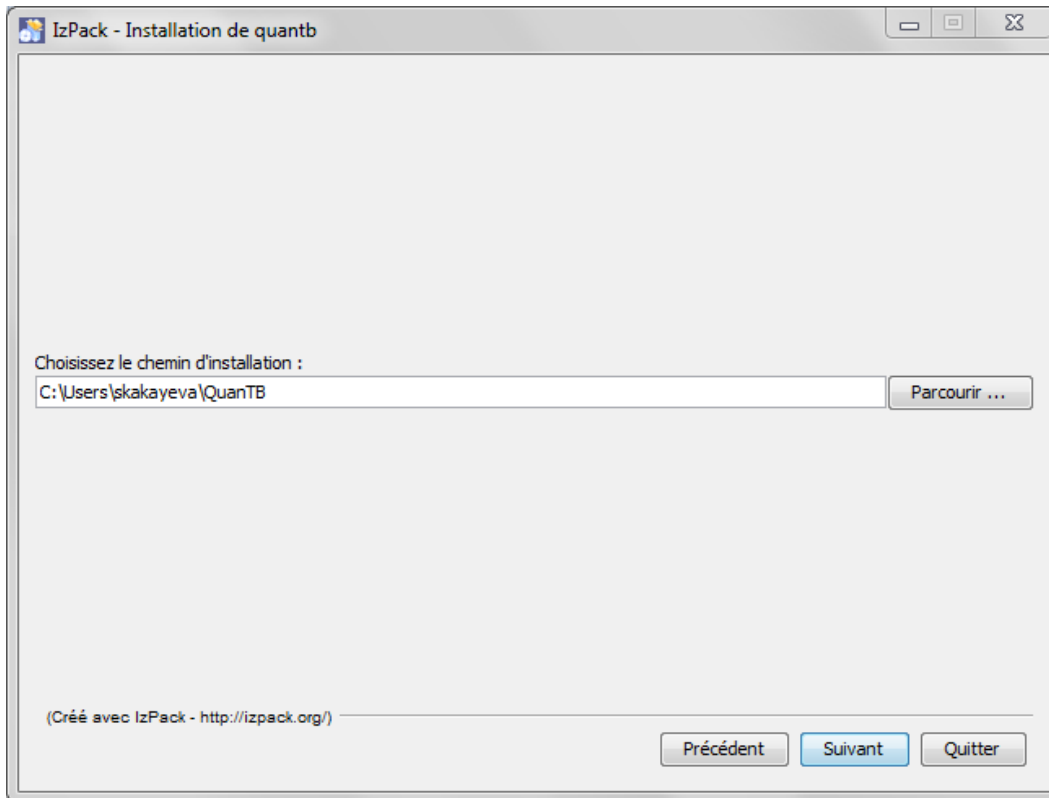 IzPack - Installation de quantb
Choisissez le chemin d'installation :
C:\Users\skakayeva\QuanTB
Parcourir ...
(Créé avec IzPack - http://izpack.org/)
Précédent
Suivant
Quitter